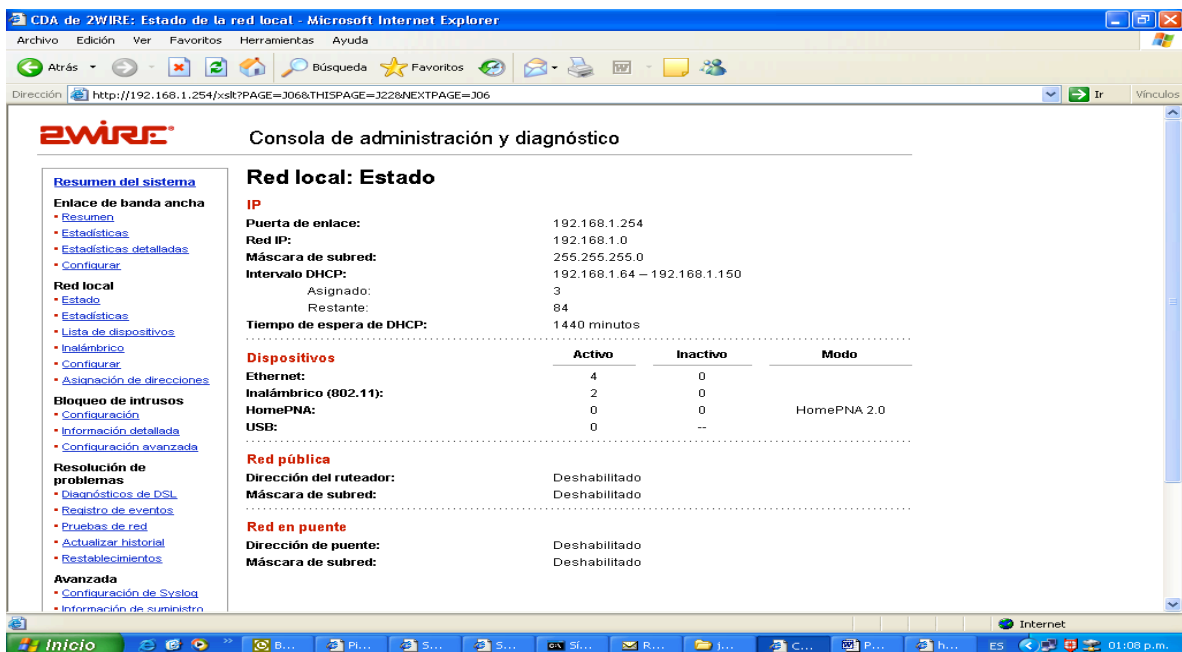 CDA de 2WIRE: Estado de la red local - Microsoft Internet Explorer
Archivo Edición Ver Favoritos Herramientas Ayuda
Atrás Búsqueda Favoritos
Dirección http://192.168.1.254/xslt?PAGE=J06&THISPAGE=J22&NEXTPAGE=J06 Ir Vínculos
2WIRE Consola de administración y diagnóstico
Resumen del sistema
Enlace de banda ancha
Resumen
Estadísticas
Estadísticas detalladas
Configurar
Red local
Estado
Estadísticas
Lista de dispositivos
Inalámbrico
Configurar
Asignación de direcciones
Bloqueo de intrusos
Configuración
Información detallada
Configuración avanzada
Resolución de
problemas
Diagnósticos de DSL
Registro de eventos
Pruebas de red
Actualizar historial
Restablecimientos
Avanzada
Configuración de Syslog
Información de suministro
Red local: Estado
IP
Puerta de enlace: 192.168.1.254
Red IP: 192.168.1.0
Máscara de subred: 255.255.255.0
Intervalo DHCP: 192.168.1.64 – 192.168.1.150
Asignado: 3
Restante: 84
Tiempo de espera de DHCP: 1440 minutos
Dispositivos Activo Inactivo Modo
Ethernet: 4 0
Inalámbrico (802.11): 2 0
HomePNA: 0 0 HomePNA 2.0
USB: 0 --
Red pública
Dirección del ruteador: Deshabilitado
Máscara de subred: Deshabilitado
Red en puente
Dirección de puente: Deshabilitado
Máscara de subred: Deshabilitado
Internet
Inicio B... Pi... S... S... Sí... R... j... C... P... h... ES 01:08 p.m.